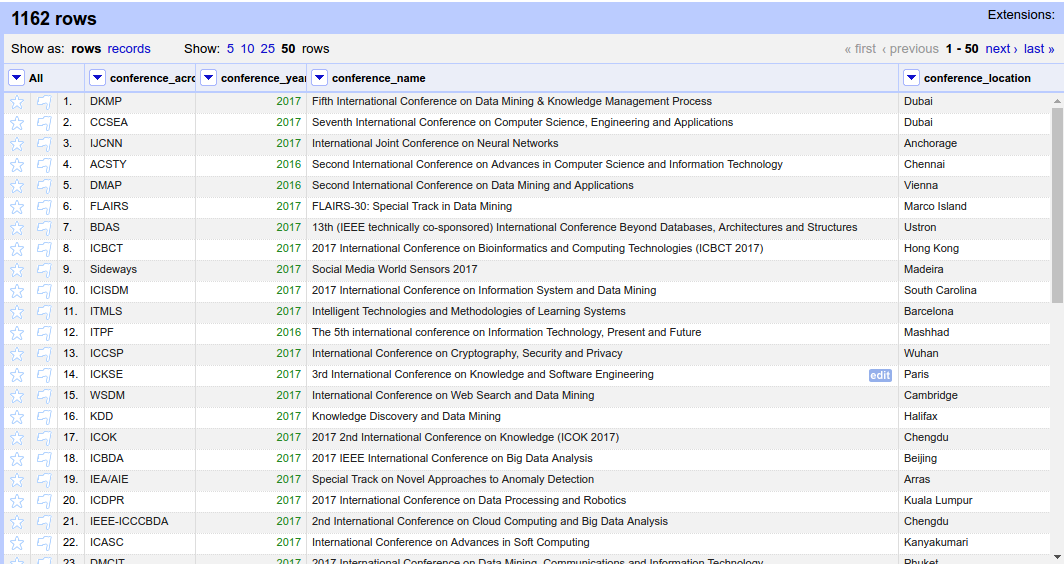 1162 rows Extensions:
Show as: rows records Show: 5 10 25 50 rows « first ‹ previous 1 - 50 next › last »
All conference_acro conference_year conference_name conference_location
1. DKMP 2017 Fifth International Conference on Data Mining & Knowledge Management Process Dubai
2. CCSEA 2017 Seventh International Conference on Computer Science, Engineering and Applications Dubai
3. IJCNN 2017 International Joint Conference on Neural Networks Anchorage
4. ACSTY 2016 Second International Conference on Advances in Computer Science and Information Technology Chennai
5. DMAP 2016 Second International Conference on Data Mining and Applications Vienna
6. FLAIRS 2017 FLAIRS-30: Special Track in Data Mining Marco Island
7. BDAS 2017 13th (IEEE technically co-sponsored) International Conference Beyond Databases, Architectures and Structures Ustron
8. ICBCT 2017 2017 International Conference on Bioinformatics and Computing Technologies (ICBCT 2017) Hong Kong
9. Sideways 2017 Social Media World Sensors 2017 Madeira
10. ICISDM 2017 2017 International Conference on Information System and Data Mining South Carolina
11. ITMLS 2017 Intelligent Technologies and Methodologies of Learning Systems Barcelona
12. ITPF 2016 The 5th international conference on Information Technology, Present and Future Mashhad
13. ICCSP 2017 International Conference on Cryptography, Security and Privacy Wuhan
14. ICKSE 2017 3rd International Conference on Knowledge and Software Engineering edit Paris
15. WSDM 2017 International Conference on Web Search and Data Mining Cambridge
16. KDD 2017 Knowledge Discovery and Data Mining Halifax
17. ICOK 2017 2017 2nd International Conference on Knowledge (ICOK 2017) Chengdu
18. ICBDA 2017 2017 IEEE International Conference on Big Data Analysis Beijing
19. IEA/AIE 2017 Special Track on Novel Approaches to Anomaly Detection Arras
20. ICDPR 2017 2017 International Conference on Data Processing and Robotics Kuala Lumpur
21. IEEE-ICCCBDA 2017 2nd International Conference on Cloud Computing and Big Data Analysis Chengdu
22. ICASC 2017 International Conference on Advances in Soft Computing Kanyakumari
23. DMCIT 2017 2017 International Conference on Data Mining, Communications and Information Technology Phuket